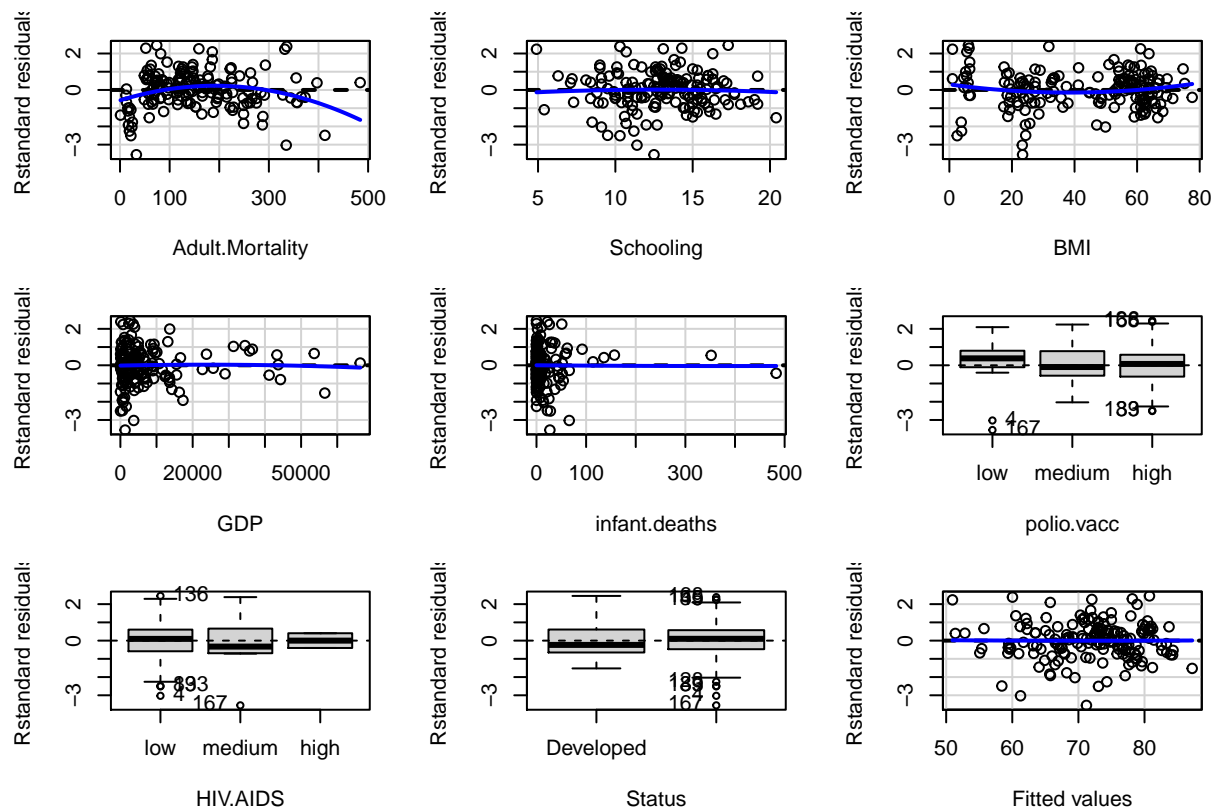 Rstandard residuals
2
0
−3
0 100 300 500
Adult.Mortality
Rstandard residuals
2
0
−3
5 10 15 20
Schooling
Rstandard residuals
2
0
−3
0 20 40 60 80
BMI
Rstandard residuals
2
0
−3
0 20000 50000
GDP
Rstandard residuals
2
0
−3
0 100 300 500
infant.deaths
Rstandard residuals
2
0
−3
4
167
189
low medium high
polio.vacc
Rstandard residuals
2
0
−3
136
4
167
low medium high
HIV.AIDS
Rstandard residuals
2
0
−3
167
Developed
Status
Rstandard residuals
2
0
−3
50 60 70 80
Fitted values